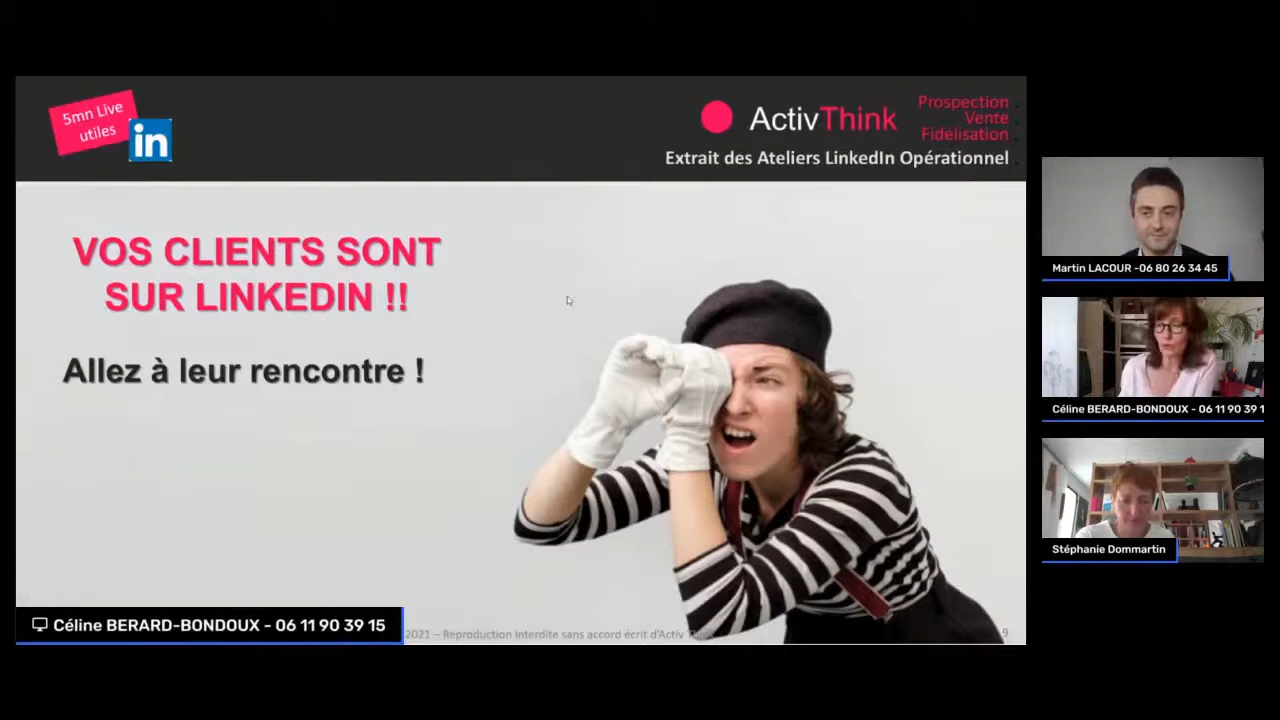 5mn Live
utiles
in
ActivThink
Prospection
Vente
Fidélisation
Extrait des Ateliers LinkedIn Opérationnel
VOS CLIENTS SONT
SUR LINKEDIN !!
Allez à leur rencontre !
Céline BERARD-BONDOUX - 06 11 90 39 15
2021 – Reproduction interdite sans accord écrit d'Activ
9
Martin LACOUR -06 80 26 34 45
Céline BERARD-BONDOUX - 06 11 90 39 1
Stéphanie Dommartin